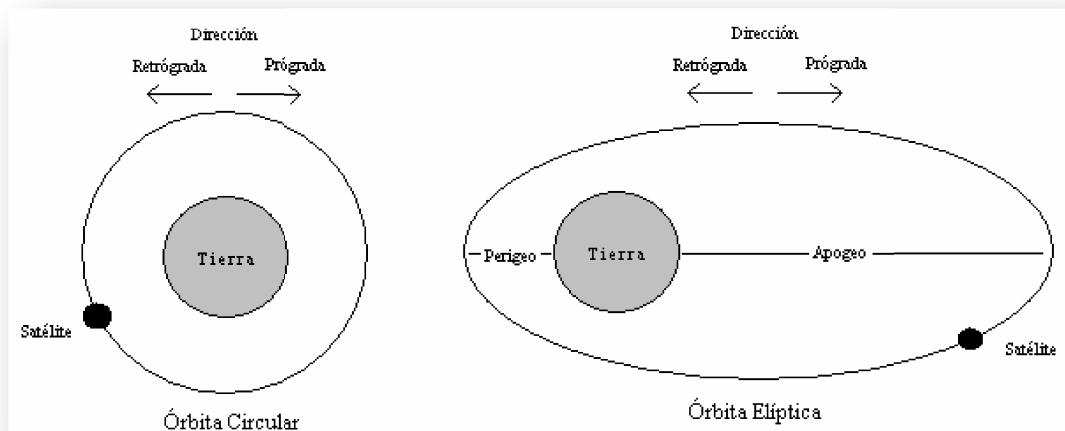 Dirección
Retrógrada Prógrada
Tierra
Satélite
Órbita Circular
Dirección
Retrógrada Prógrada
Perigeo Tierra Apogeo
Satélite
Órbita Elíptica